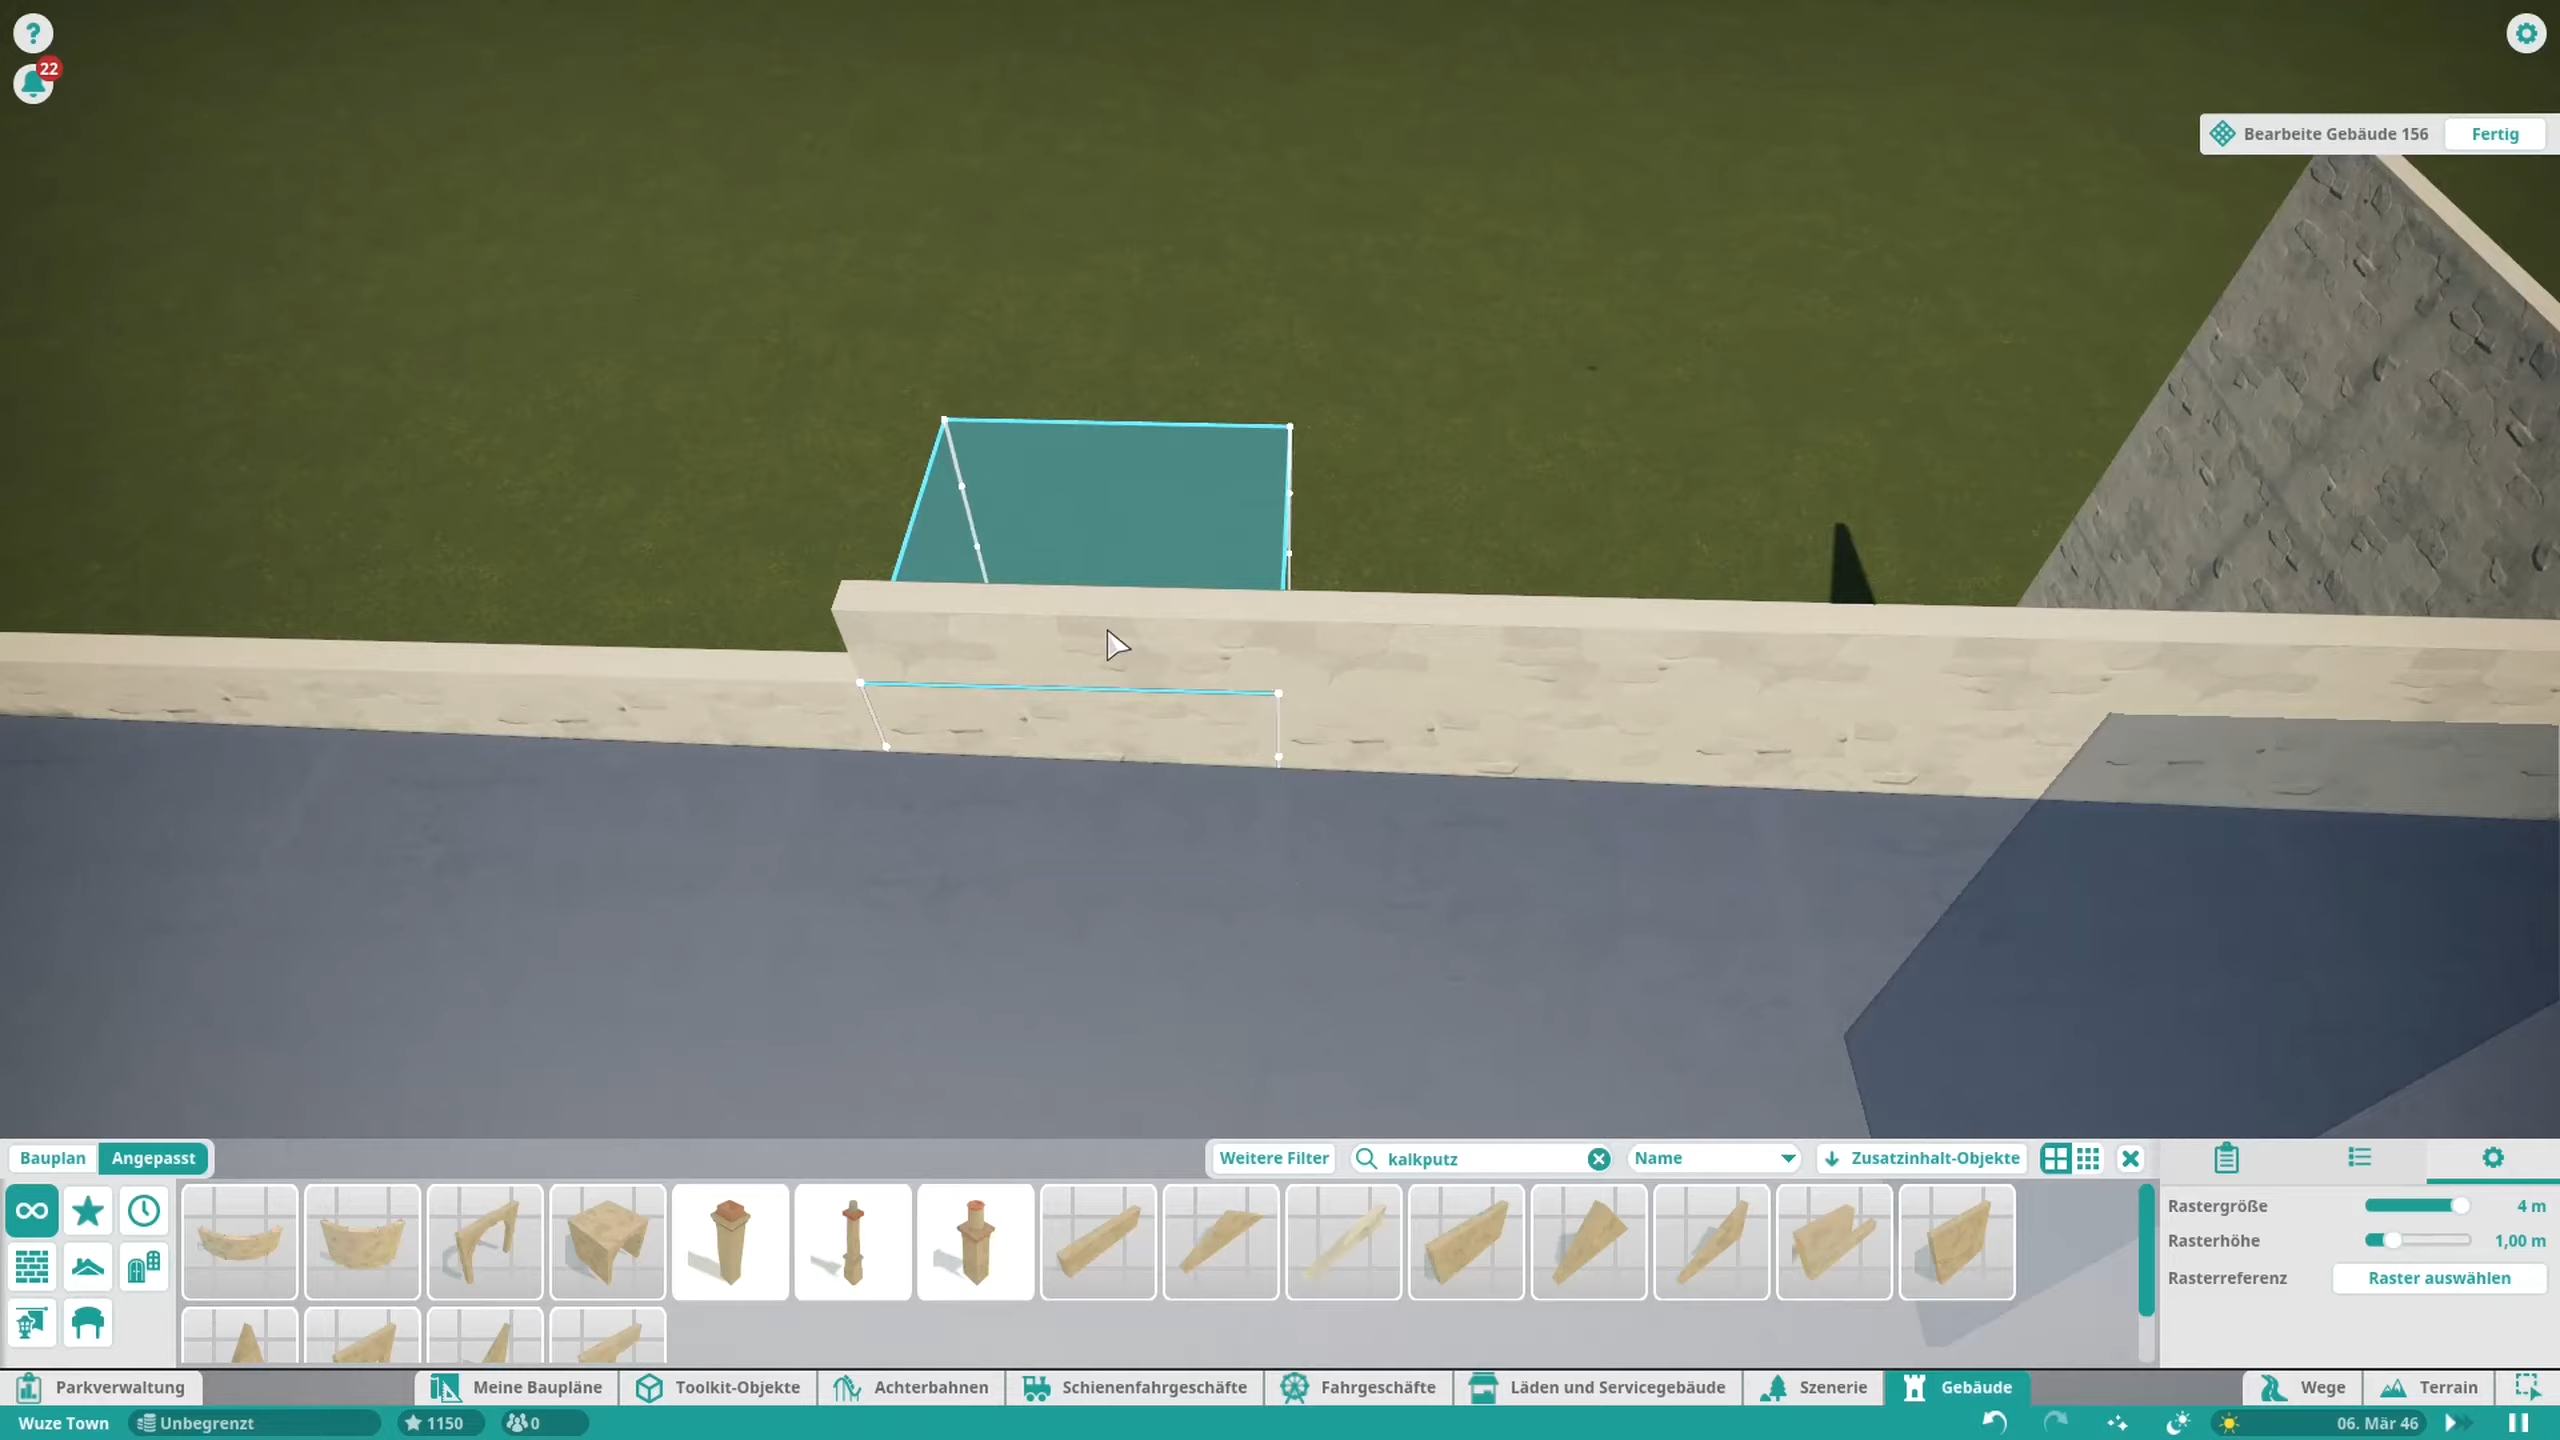 ?
22
Bearbeite Gebäude 156 Fertig
Bauplan Angepasst
Weitere Filter kalkputz Name Zusatzinhalt-Objekte
Rastergröße 4 m
Rasterhöhe 1,00 m
Rasterreferenz Raster auswählen
Parkverwaltung Meine Baupläne Toolkit-Objekte Achterbahnen Schienenfahrgeschäfte Fahrgeschäfte Läden und Servicegebäude Szenerie Gebäude Wege Terrain
Wuze Town Unbegrenzt 1150 0 06. Mär 46